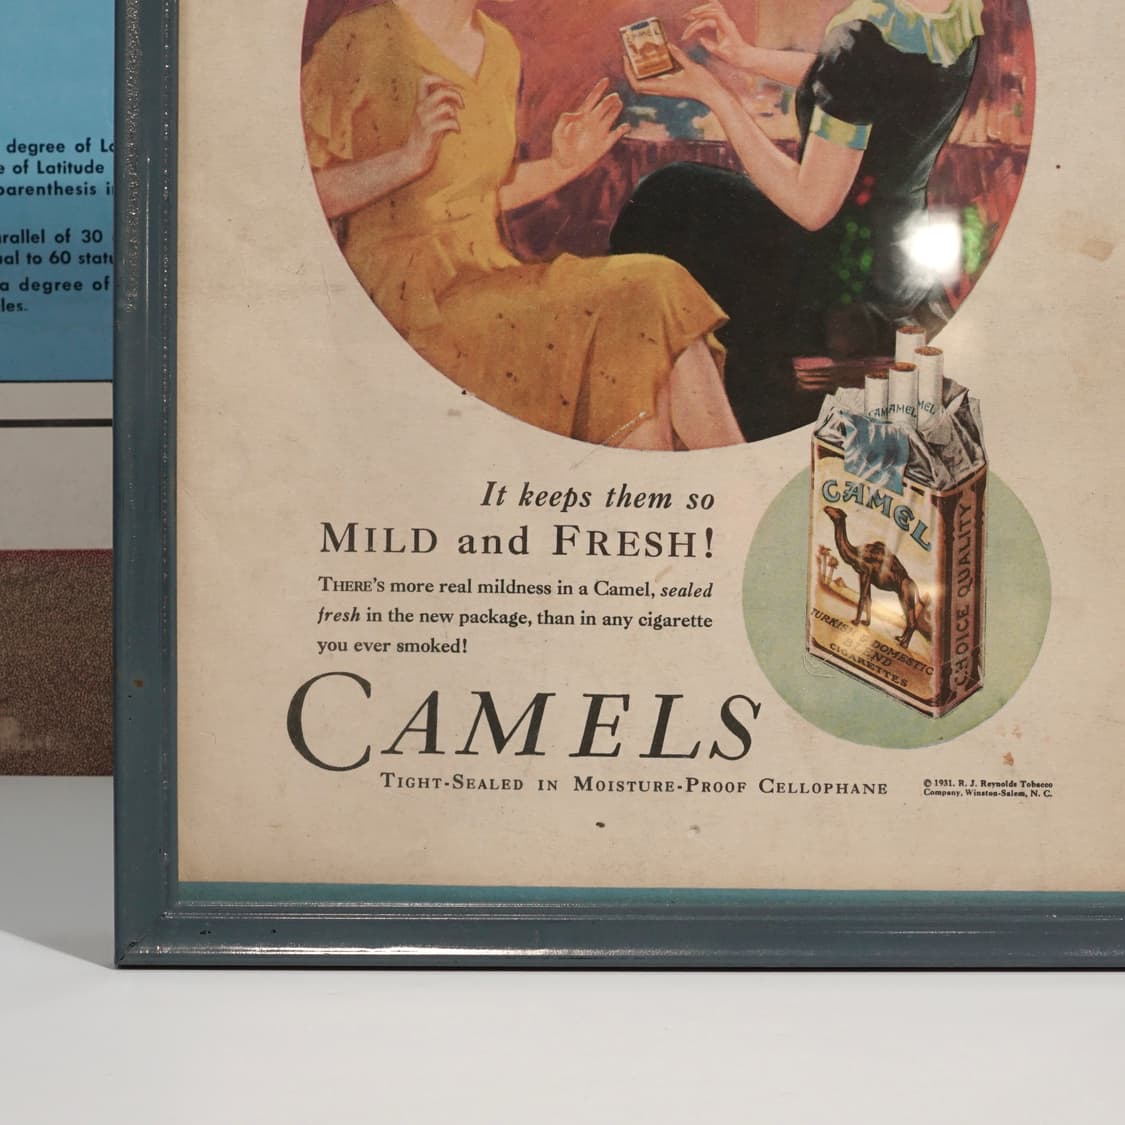 degree of
e of Latitude
parenthesis
rallel of 30
al to 60
a degree of
les.
CAMEL
It keeps them so
MILD and FRESH!
THERE'S more real mildness in a Camel, sealed
fresh in the new package, than in any cigarette
you ever smoked!
CAMELS
TIGHT-SEALED IN MOISTURE-PROOF CELLOPHANE
CAMEL
CAMEL
TURKISH & DOMESTIC
BLEND
CIGARETTES
CHOICE QUALITY
© 1931, R. J. Reynolds Tobacco
Company, Winston-Salem, N. C.